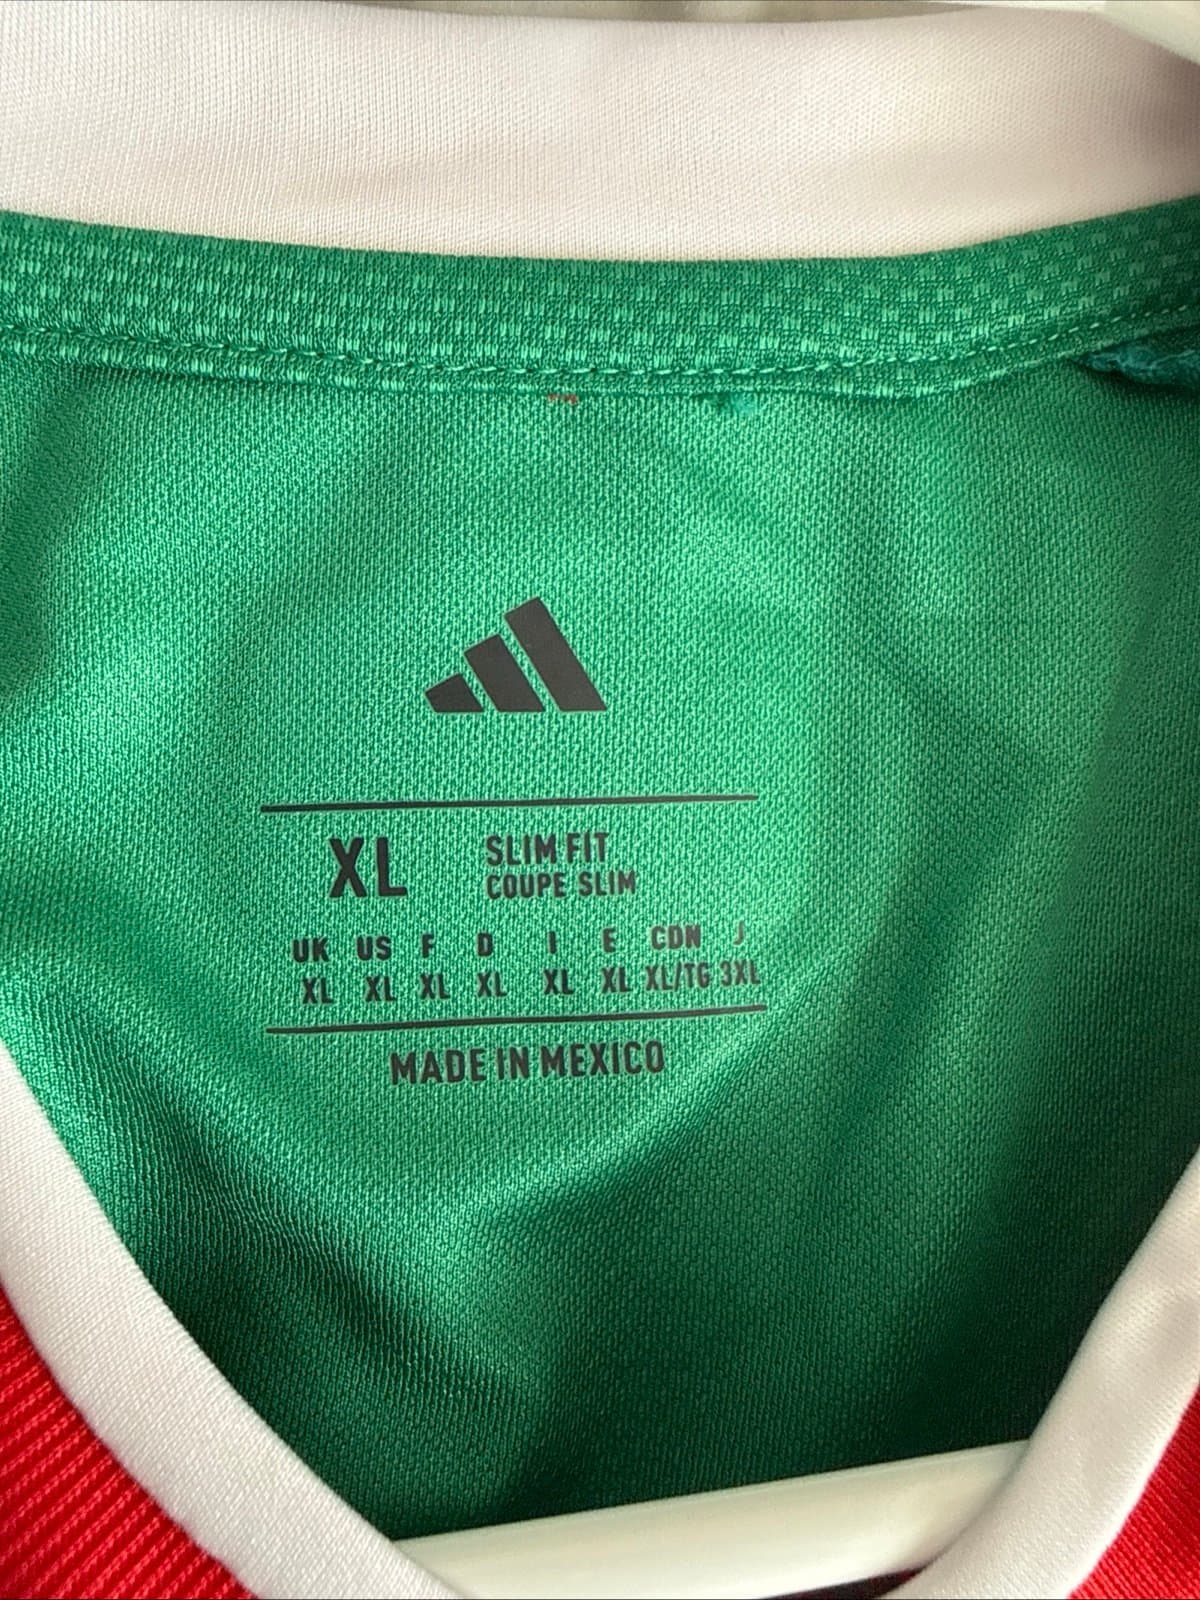 XL
SLIM FIT
COUPE SLIM
UK US F D I E CDN J
XL XL XL XL XL XL XL/TG 3XL
MADE IN MEXICO